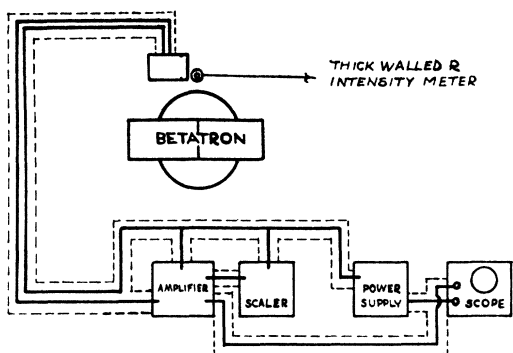 THICK WALLED R
INTENSITY METER
BETATRON
AMPLIFIER
SCALER
POWER
SUPPLY
SCOPE